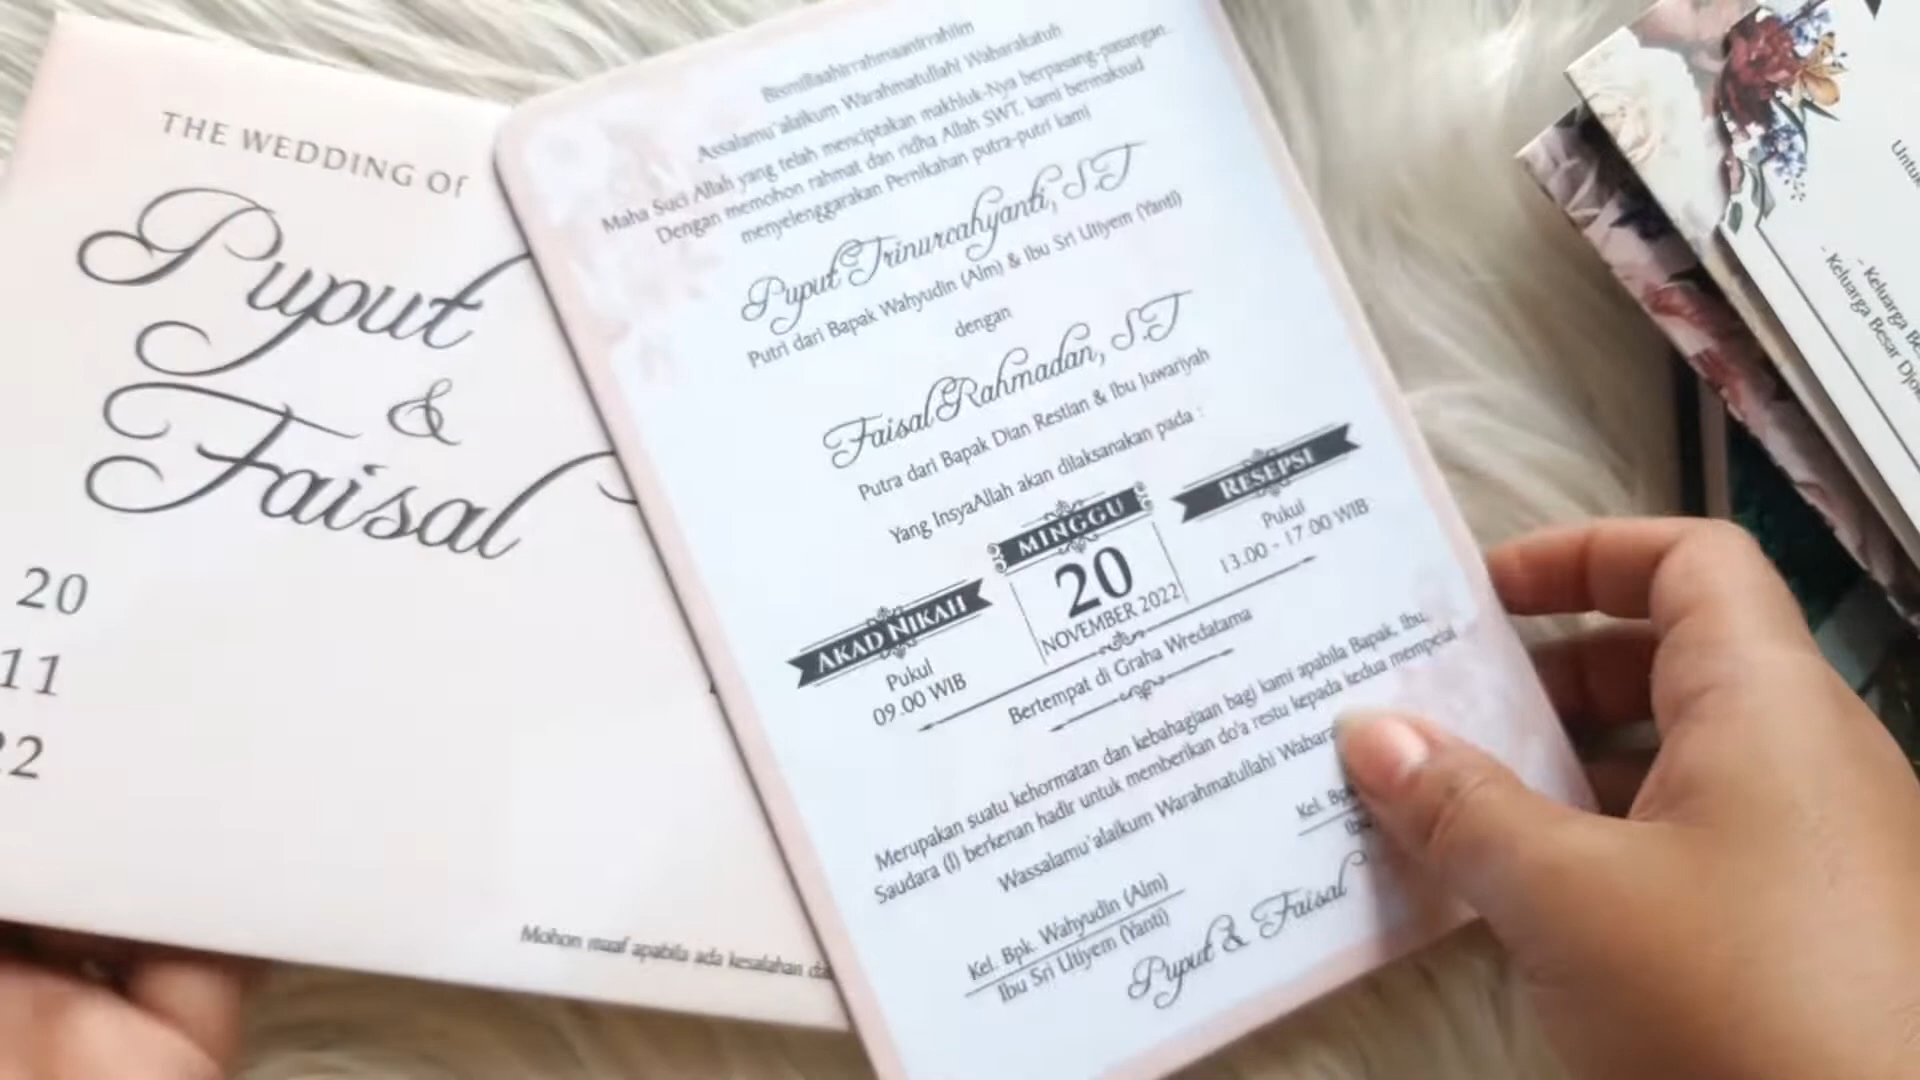 THE WEDDING OF
Puput
&
Faisal
20
11
22
Mohon maaf apabila ada kesalahan
Bismillaahirrahmaanirrahiim
Assalamu'alaikum Warahmatullahi Wabarakatuh
Maha Suci Allah yang telah menciptakan makhluk-Nya berpasang-pasangan.
Dengan memohon rahmat dan ridha Allah SWT, kami bermaksud
menyelenggarakan Pernikahan putra-putri kami
Puput Trinurcahyanti, S.T
Putri dari Bapak Wahyudin (Alm) & Ibu Sri Utiyem (Yanti)
dengan
Faisal Rahmadan, S.T
Putra dari Bapak Dian Restian & Ibu Juwariyah
Yang InsyaAllah akan dilaksanakan pada :
AKAD NIKAH
Pukul
09.00 WIB
MINGGU
20
NOVEMBER 2022
RESEPSI
Pukul
13.00 - 17.00 WIB
Bertempat di Graha Wredatama
Merupakan suatu kehormatan dan kebahagiaan bagi kami apabila Bapak, Ibu,
Saudara (i) berkenan hadir untuk memberikan do'a restu kepada kedua mempelai
Wassalamu'alaikum Warahmatullahi
Kel. Bpk. Wahyudin (Alm)
Ibu Sri Utiyem (Yanti)
Kel.
Puput & Faisal
- Keluarga
- Keluarga Besar